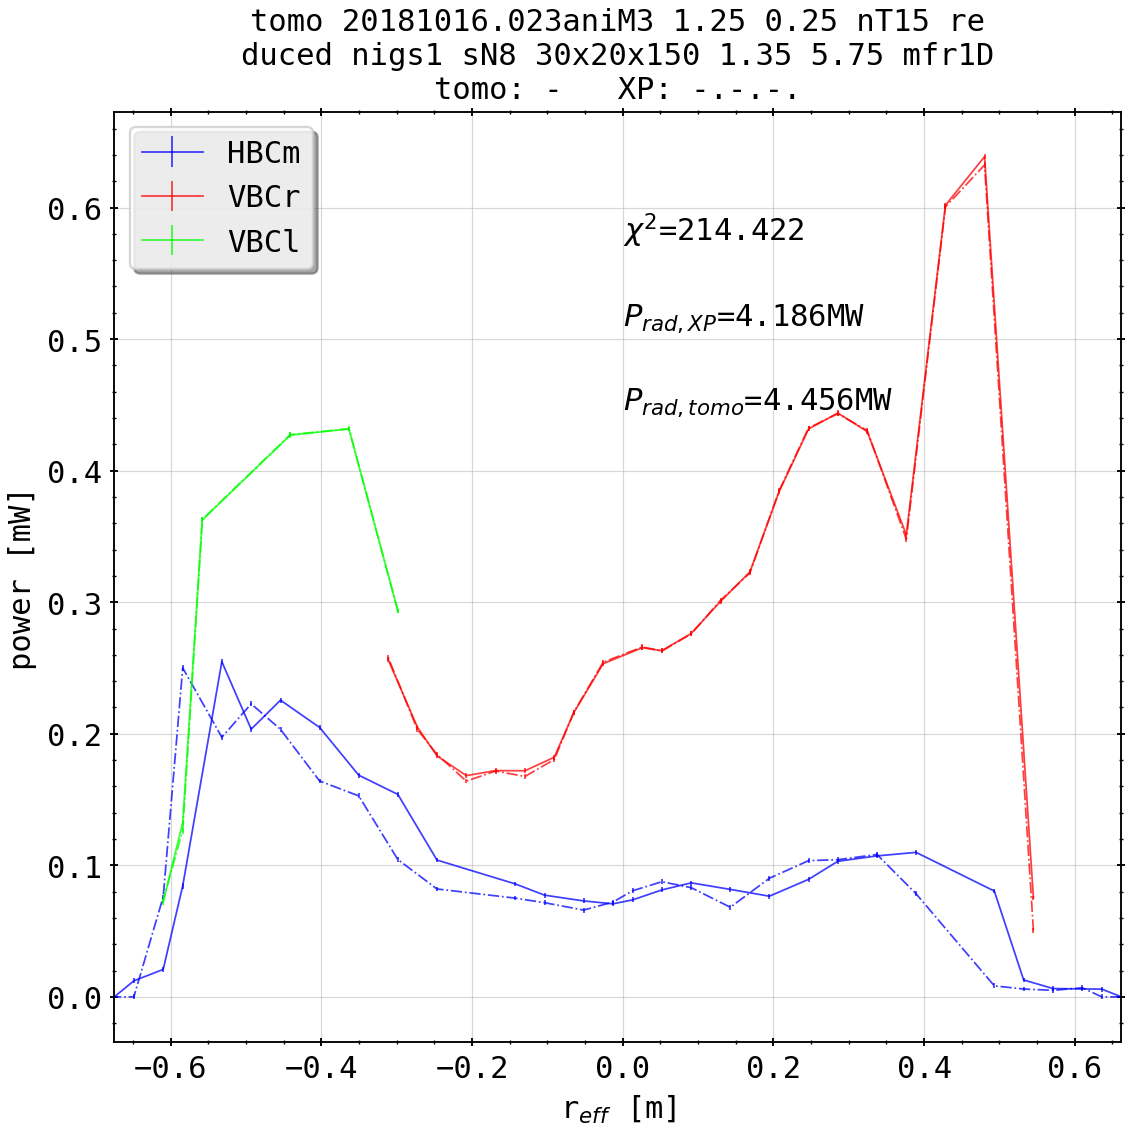 tomo 20181016.023aniM3 1.25 0.25 nT15 re
duced nigs1 sN8 30x20x150 1.35 5.75 mfr1D
tomo: -   XP: -.-.-.
HBCm
VBCr
VBCl
χ²=214.422
P_rad,XP=4.186MW
P_rad,tomo=4.456MW
power [mW]
0.6
0.5
0.4
0.3
0.2
0.1
0.0
−0.6 −0.4 −0.2 0.0 0.2 0.4 0.6
r_eff [m]